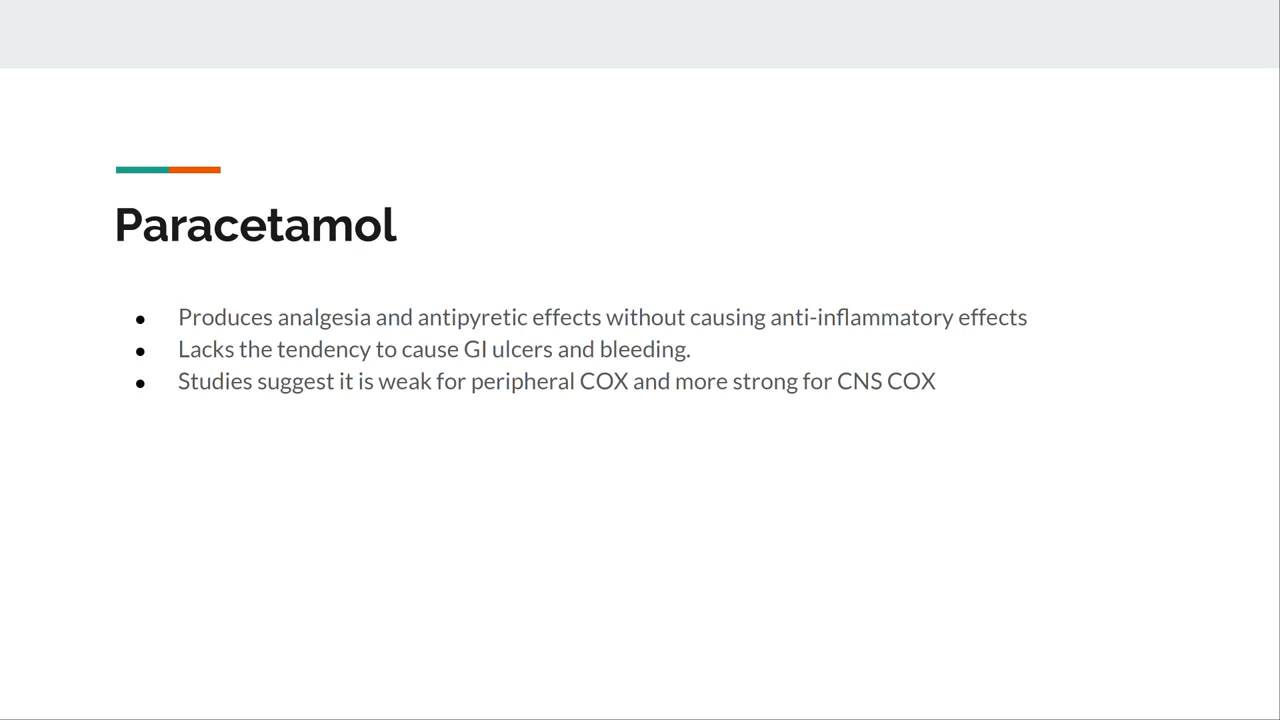 Paracetamol
● Produces analgesia and antipyretic effects without causing anti-inflammatory effects
● Lacks the tendency to cause GI ulcers and bleeding.
● Studies suggest it is weak for peripheral COX and more strong for CNS COX